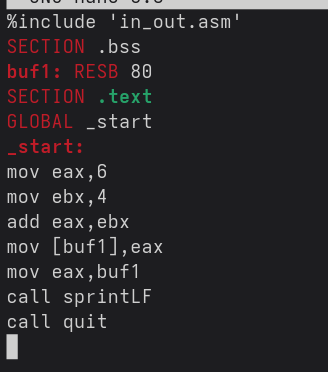 %include 'in_out.asm'
SECTION .bss
buf1: RESB 80
SECTION .text
GLOBAL _start
_start:
mov eax,6
mov ebx,4
add eax,ebx
mov [buf1],eax
mov eax,buf1
call sprintLF
call quit